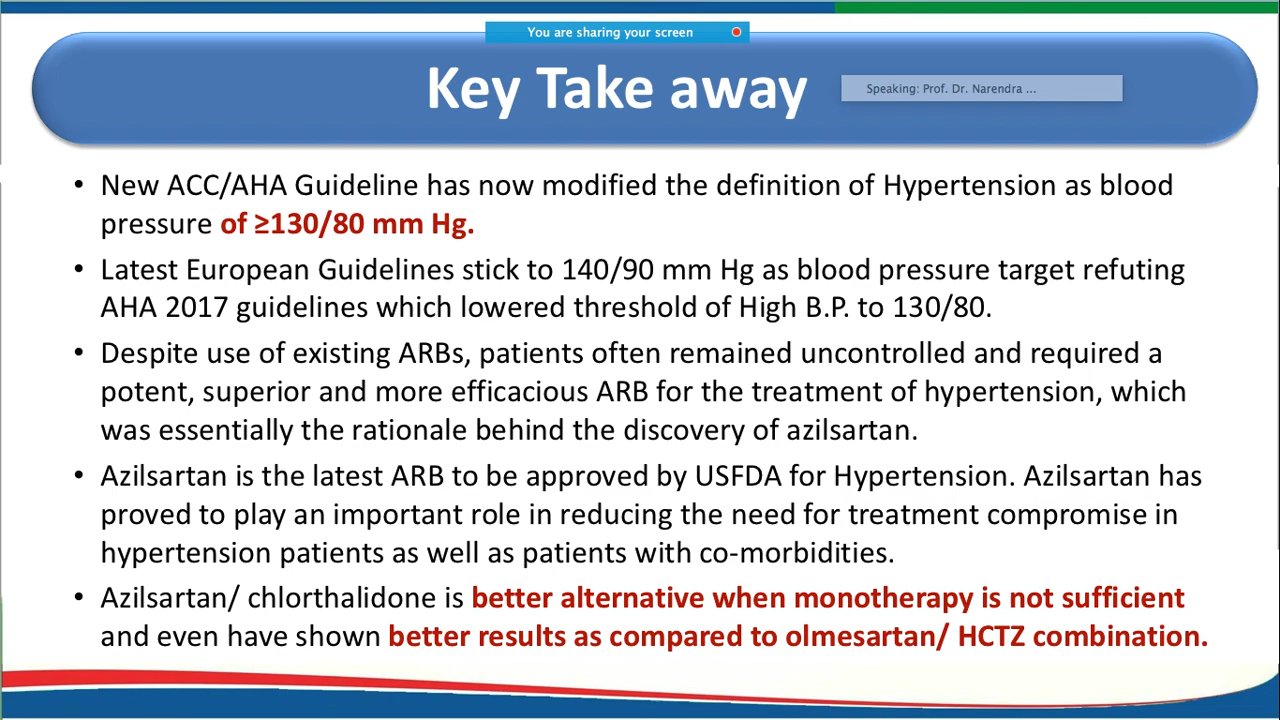 You are sharing your screen
Key Take away
Speaking: Prof. Dr. Narendra ...
• New ACC/AHA Guideline has now modified the definition of Hypertension as blood
pressure of ≥130/80 mm Hg.
• Latest European Guidelines stick to 140/90 mm Hg as blood pressure target refuting
AHA 2017 guidelines which lowered threshold of High B.P. to 130/80.
• Despite use of existing ARBs, patients often remained uncontrolled and required a
potent, superior and more efficacious ARB for the treatment of hypertension, which
was essentially the rationale behind the discovery of azilsartan.
• Azilsartan is the latest ARB to be approved by USFDA for Hypertension. Azilsartan has
proved to play an important role in reducing the need for treatment compromise in
hypertension patients as well as patients with co-morbidities.
• Azilsartan/ chlorthalidone is better alternative when monotherapy is not sufficient
and even have shown better results as compared to olmesartan/ HCTZ combination.